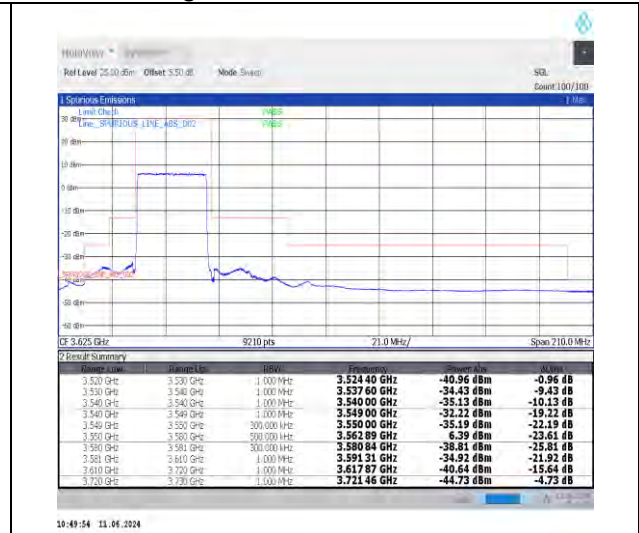 MultiView
Ref Level 25.00 dBm Offset 5.50 dB Mode Sweep SGL
Count 100/100
1 Spurious Emissions
Limit Check PASS
Line _SPURIOUS_LINE_ABS_D02 PASS
30 dBm
20 dBm
10 dBm
0 dBm
-10 dBm
-20 dBm
-30 dBm
-50 dBm
-60 dBm
CF 3.625 GHz 9210 pts 21.0 MHz/ Span 210.0 MHz
2 Result Summary
Range Low Range Up RBW Frequency Power Abs ΔLimit
3.520 GHz 3.530 GHz 1.000 MHz 3.524 40 GHz -40.96 dBm -0.96 dB
3.530 GHz 3.540 GHz 1.000 MHz 3.537 60 GHz -34.43 dBm -9.43 dB
3.540 GHz 3.549 GHz 1.000 MHz 3.540 00 GHz -35.13 dBm -10.13 dB
3.540 GHz 3.549 GHz 1.000 MHz 3.549 00 GHz -32.22 dBm -19.22 dB
3.549 GHz 3.550 GHz 300.000 kHz 3.550 00 GHz -35.19 dBm -22.19 dB
3.550 GHz 3.580 GHz 500.000 kHz 3.562 89 GHz 6.39 dBm -23.61 dB
3.580 GHz 3.581 GHz 300.000 kHz 3.580 84 GHz -38.81 dBm -25.81 dB
3.581 GHz 3.610 GHz 1.000 MHz 3.591 31 GHz -34.92 dBm -21.92 dB
3.610 GHz 3.720 GHz 1.000 MHz 3.617 87 GHz -40.64 dBm -15.64 dB
3.720 GHz 3.730 GHz 1.000 MHz 3.721 46 GHz -44.73 dBm -4.73 dB
10:49:54 11.06.2024